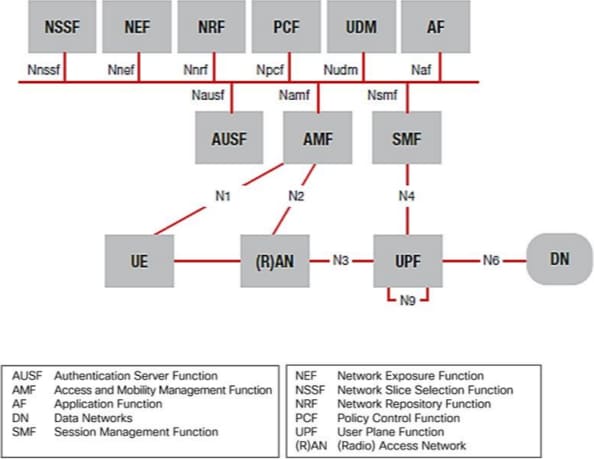 NSSF NEF NRF PCF UDM AF
Nnssf Nnef Nnrf Npcf Nudm Naf
Nausf Namf Nsmf
AUSF AMF SMF
N1 N2 N4
UE (R)AN N3 UPF N6 DN
N9
AUSF Authentication Server Function
AMF Access and Mobility Management Function
AF Application Function
DN Data Networks
SMF Session Management Function
NEF Network Exposure Function
NSSF Network Slice Selection Function
NRF Network Repository Function
PCF Policy Control Function
UPF User Plane Function
(R)AN (Radio) Access Network